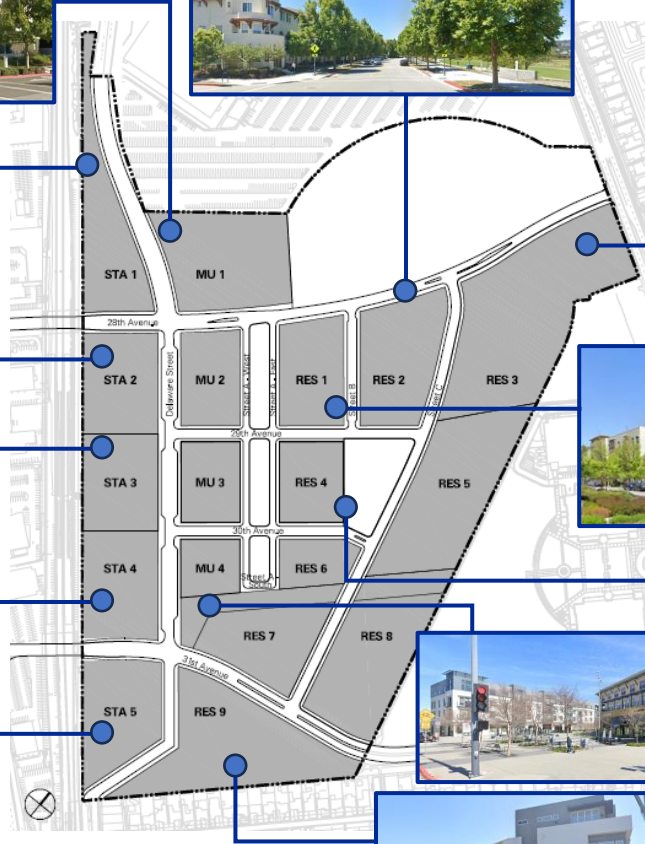 STA 1
MU 1
28th Avenue
STA 2
Delaware Street
MU 2
Street A - West
Street A - East
RES 1
Street B
RES 2
Street C
RES 3
29th Avenue
STA 3
MU 3
RES 4
RES 5
30th Avenue
STA 4
MU 4
Street A
South
RES 6
RES 7
RES 8
31st Avenue
STA 5
RES 9